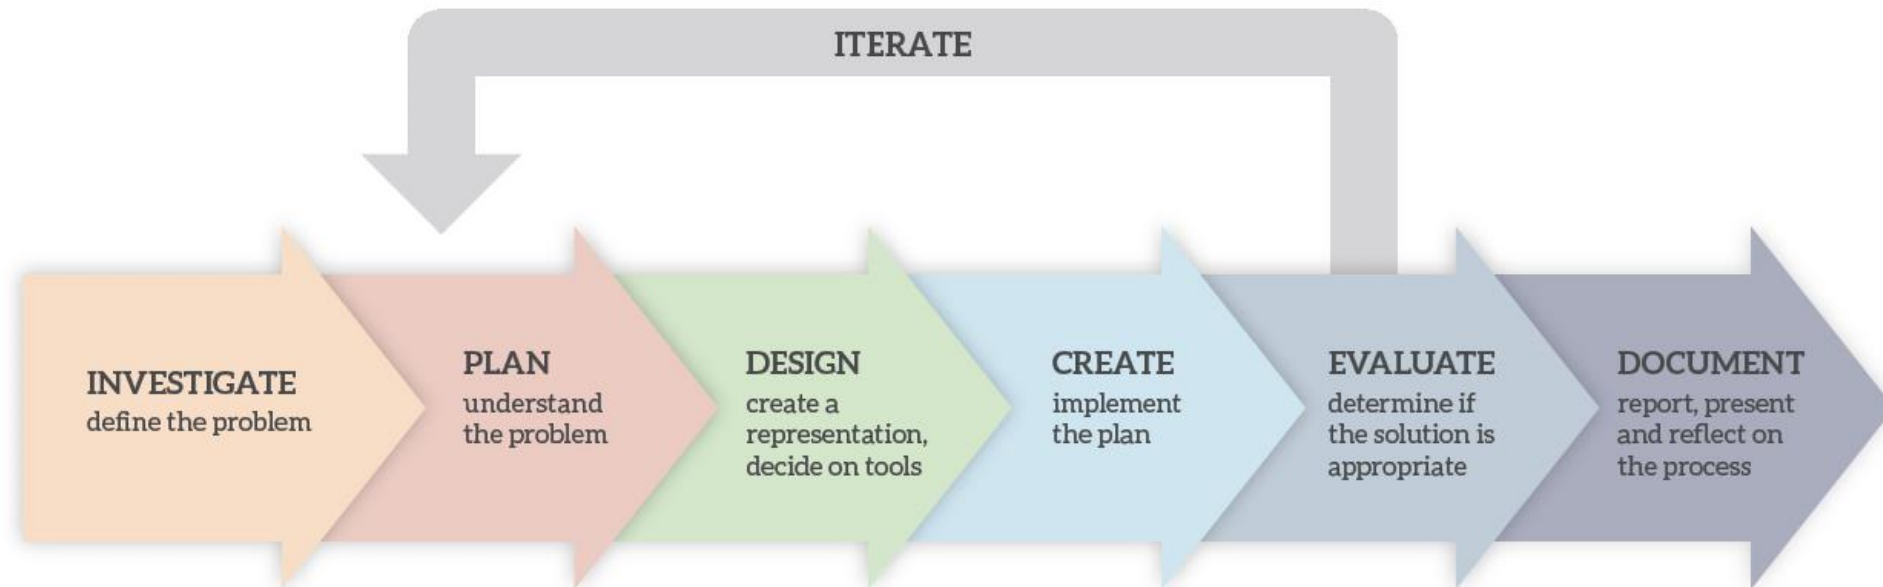 ITERATE
INVESTIGATE
define the problem
PLAN
understand
the problem
DESIGN
create a
representation,
decide on tools
CREATE
implement
the plan
EVALUATE
determine if
the solution is
appropriate
DOCUMENT
report, present
and reflect on
the process